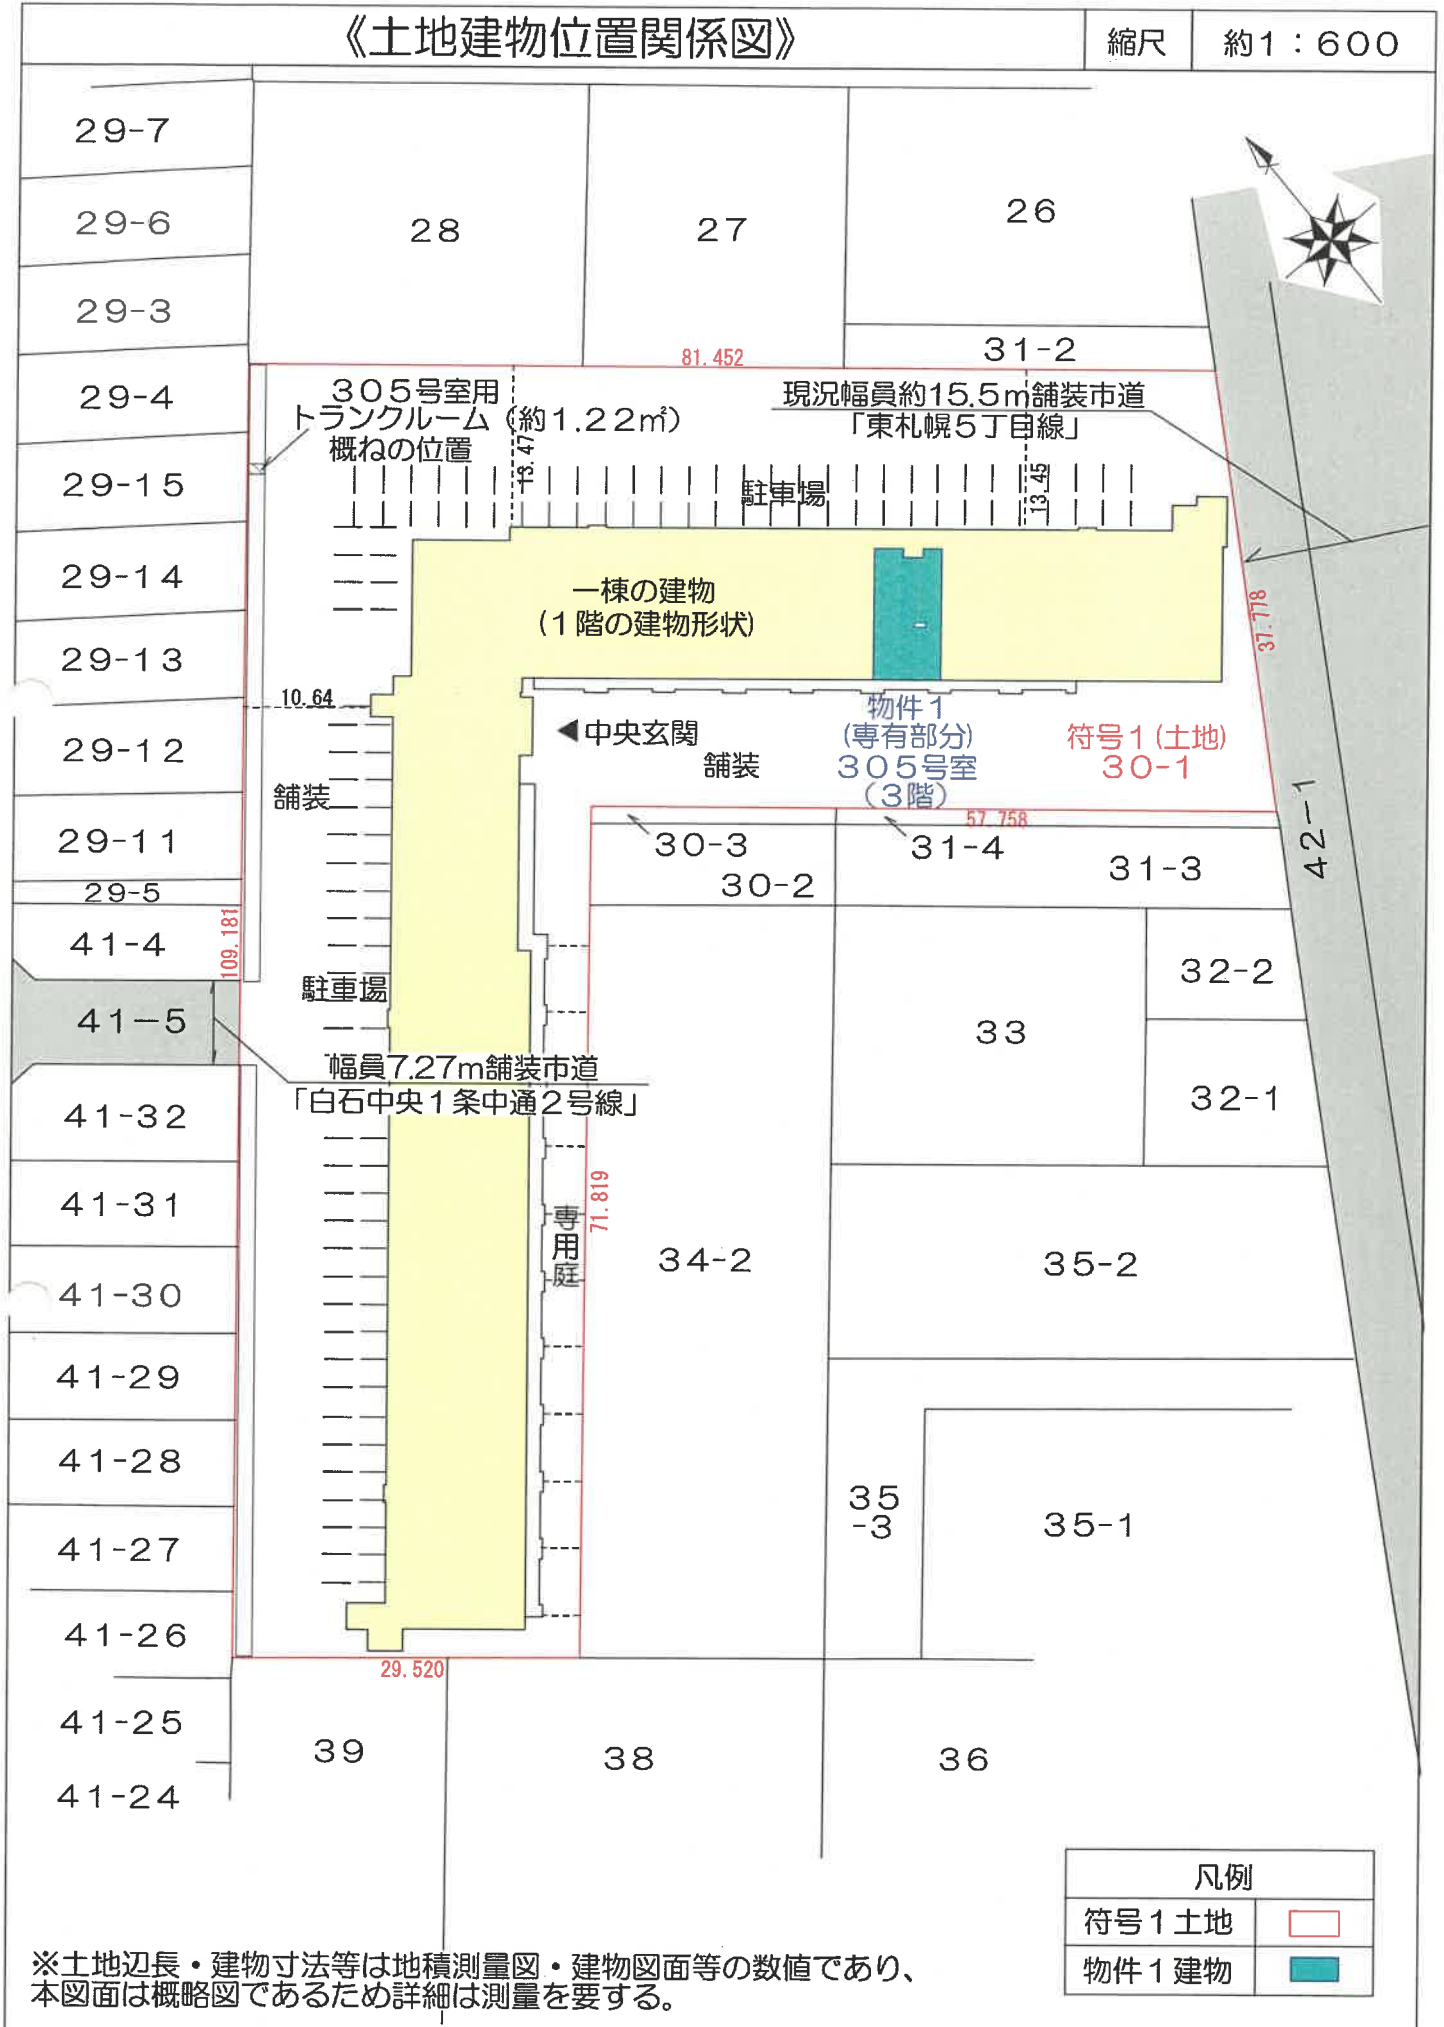 《土地建物位置関係図》
縮尺
約1：600
29-7
29-6
29-3
29-4
29-15
29-14
29-13
29-12
29-11
29-5
41-4
41-5
41-32
41-31
41-30
41-29
41-28
41-27
41-26
41-25
41-24
28
27
26
31-2
81.452
305号室用
トランクルーム（約1.22㎡）
概ねの位置
13.47
現況幅員約15.5m舗装市道
「東札幌5丁目線」
13.45
駐車場
一棟の建物
(1階の建物形状)
37.778
10.64
中央玄関
舗装
物件1
(専有部分)
305号室
(3階)
符号1(土地)
30-1
舗装
57.758
30-3
31-4
30-2
31-3
42-1
109.181
駐車場
幅員7.27m舗装市道
「白石中央1条中通2号線」
専用庭
71.819
34-2
33
32-2
32-1
35-2
35
-3
35-1
29.520
39
38
36
凡例
符号1土地
物件1建物
※土地辺長・建物寸法等は地積測量図・建物図面等の数値であり、
本図面は概略図であるため詳細は測量を要する。